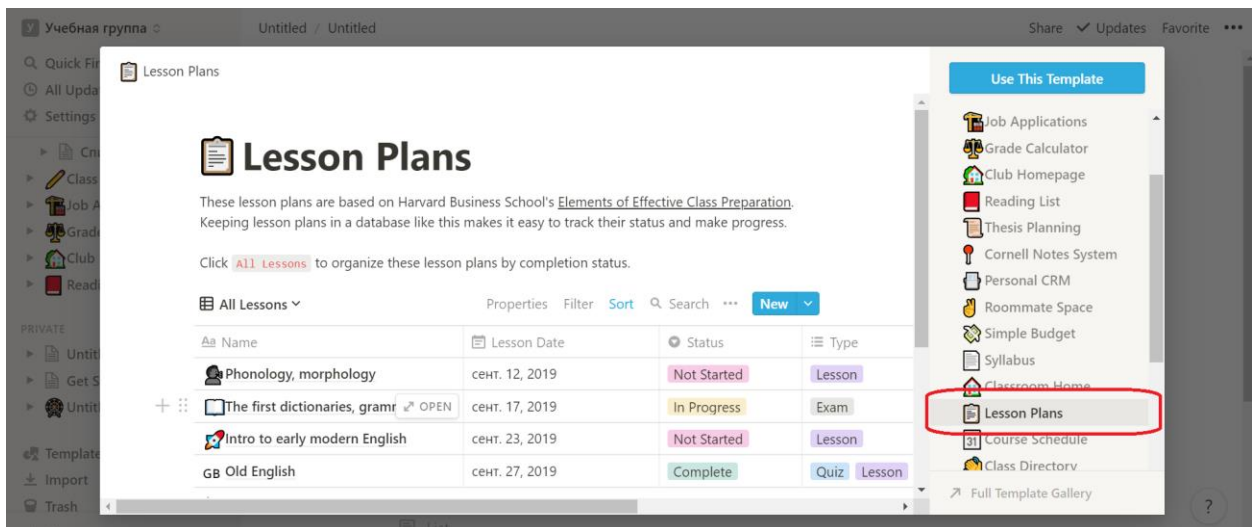 У Учебная группа
Untitled / Untitled
Share Updates Favorite
Quick Fin
All Upda
Settings
Class
Job A
Grade
Club
Readi
PRIVATE
Untitl
Get S
Untitl
Template
Import
Trash
Lesson Plans
Lesson Plans
These lesson plans are based on Harvard Business School's Elements of Effective Class Preparation.
Keeping lesson plans in a database like this makes it easy to track their status and make progress.
Click All Lessons to organize these lesson plans by completion status.
All Lessons Properties Filter Sort Search New
Aa Name Lesson Date Status Type
Phonology, morphology сент. 12, 2019 Not Started Lesson
The first dictionaries, gramm OPEN сент. 17, 2019 In Progress Exam
Intro to early modern English сент. 23, 2019 Not Started Lesson
GB Old English сент. 27, 2019 Complete Quiz Lesson
Use This Template
Job Applications
Grade Calculator
Club Homepage
Reading List
Thesis Planning
Cornell Notes System
Personal CRM
Roommate Space
Simple Budget
Syllabus
Classroom Home
Lesson Plans
31 Course Schedule
Class Directory
Full Template Gallery
?